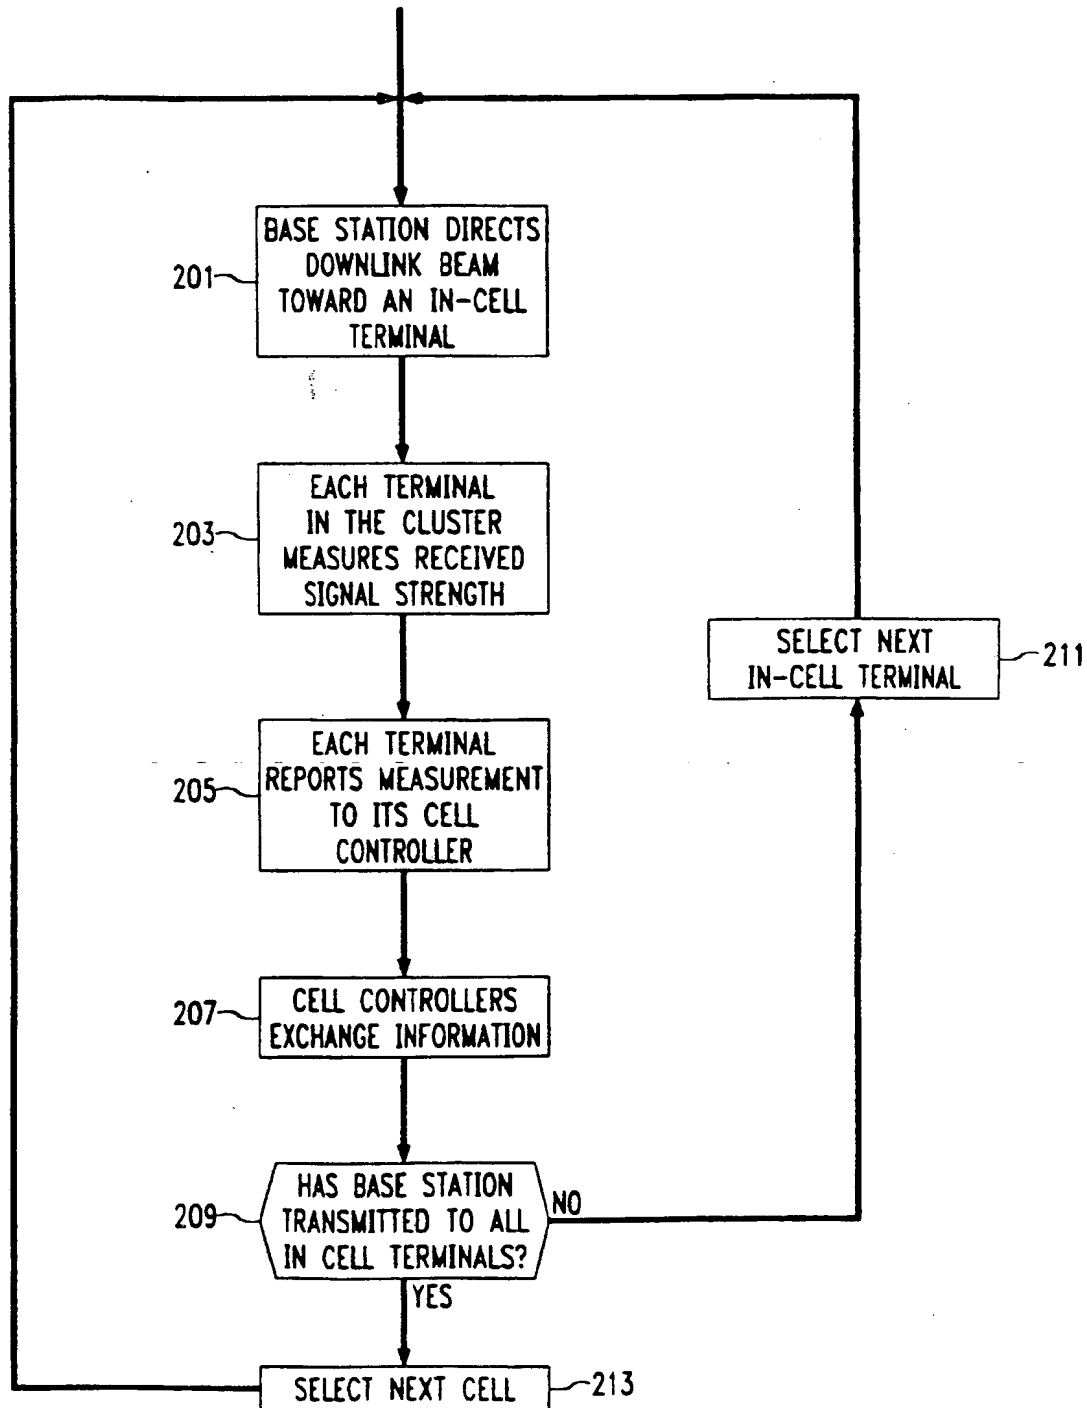 BASE STATION DIRECTS
DOWNLINK BEAM
TOWARD AN IN-CELL
TERMINAL
201
EACH TERMINAL
IN THE CLUSTER
MEASURES RECEIVED
SIGNAL STRENGTH
203
SELECT NEXT
IN-CELL TERMINAL
211
EACH TERMINAL
REPORTS MEASUREMENT
TO ITS CELL
CONTROLLER
205
CELL CONTROLLERS
EXCHANGE INFORMATION
207
HAS BASE STATION
TRANSMITTED TO ALL
IN CELL TERMINALS?
209
NO
YES
SELECT NEXT CELL
213